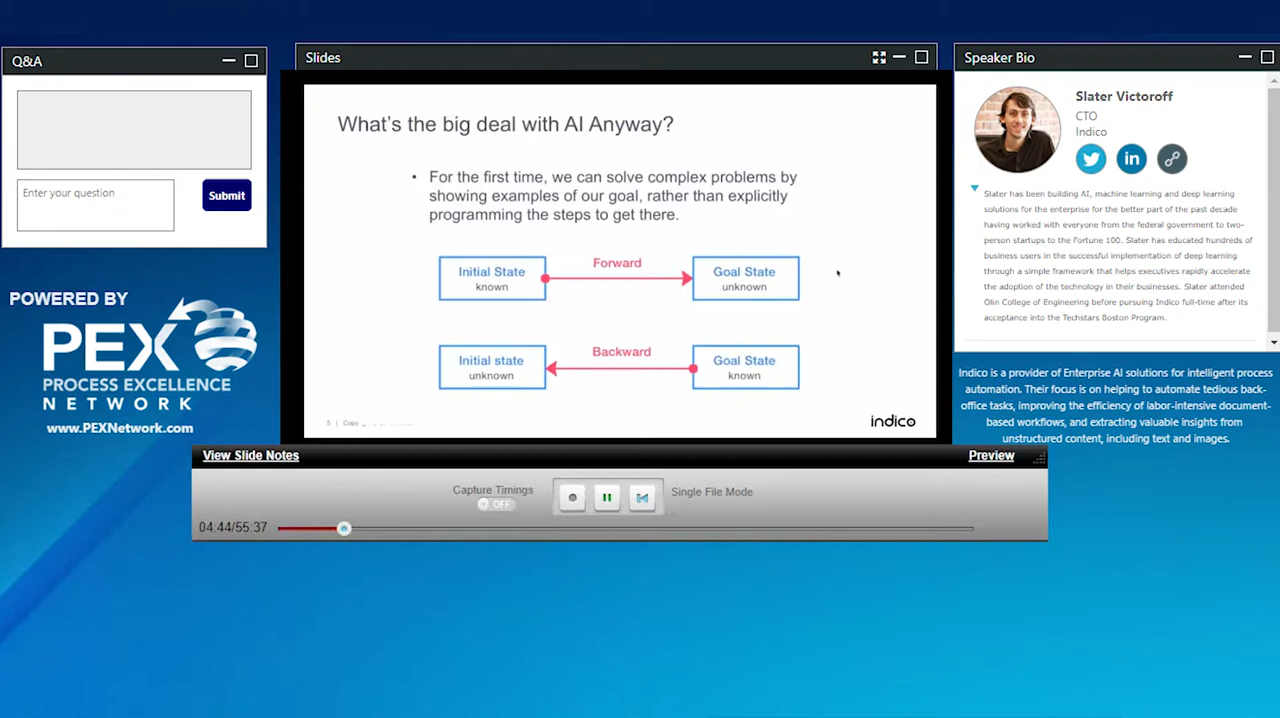 Q&A
Enter your question
Submit
POWERED BY
PEX
PROCESS EXCELLENCE
NETWORK
www.PEXNetwork.com
Slides
What's the big deal with AI Anyway?
• For the first time, we can solve complex problems by
showing examples of our goal, rather than explicitly
programming the steps to get there.
Initial State
known
Forward
Goal State
unknown
Initial state
unknown
Backward
Goal State
known
5 | Copy
indico
View Slide Notes
Preview
Capture Timings
OFF
Single File Mode
04:44/55:37
Speaker Bio
Slater Victoroff
CTO
Indico
in
Slater has been building AI, machine learning and deep learning
solutions for the enterprise for the better part of the past decade
having worked with everyone from the federal government to two-
person startups to the Fortune 100. Slater has educated hundreds of
business users in the successful implementation of deep learning
through a simple framework that helps executives rapidly accelerate
the adoption of the technology in their businesses. Slater attended
Olin College of Engineering before pursuing Indico full-time after its
acceptance into the Techstars Boston Program.
Indico is a provider of Enterprise AI solutions for intelligent process
automation. Their focus is on helping to automate tedious back-
office tasks, improving the efficiency of labor-intensive document-
based workflows, and extracting valuable insights from
unstructured content, including text and images.